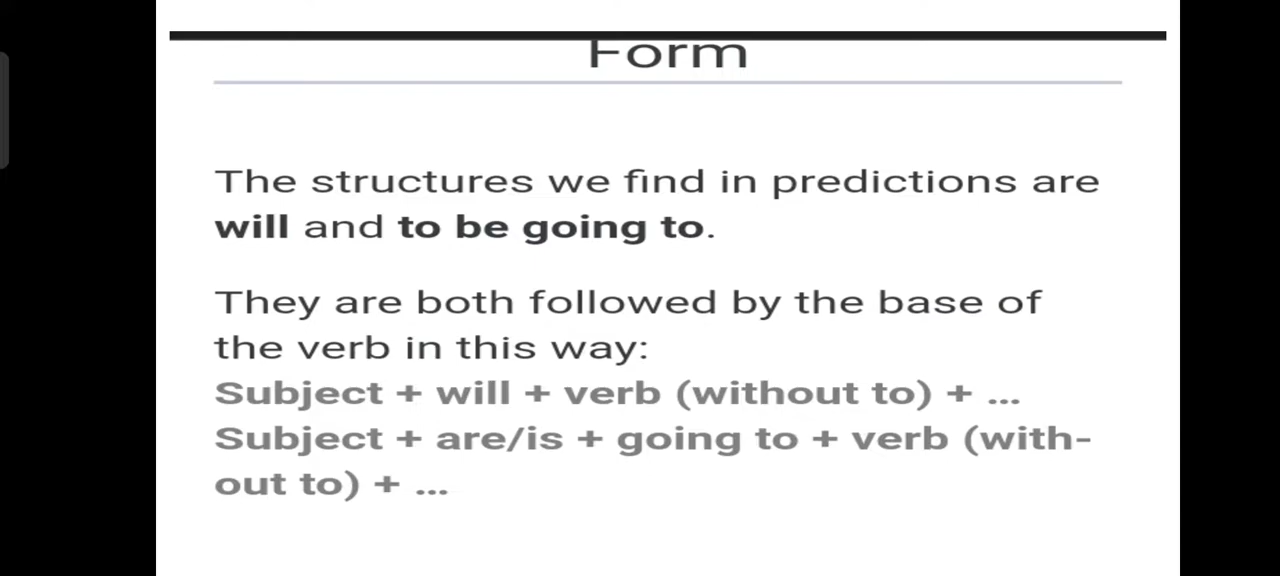 Form
The structures we find in predictions are
will and to be going to.
They are both followed by the base of
the verb in this way:
Subject + will + verb (without to) + ...
Subject + are/is + going to + verb (with-
out to) + ...